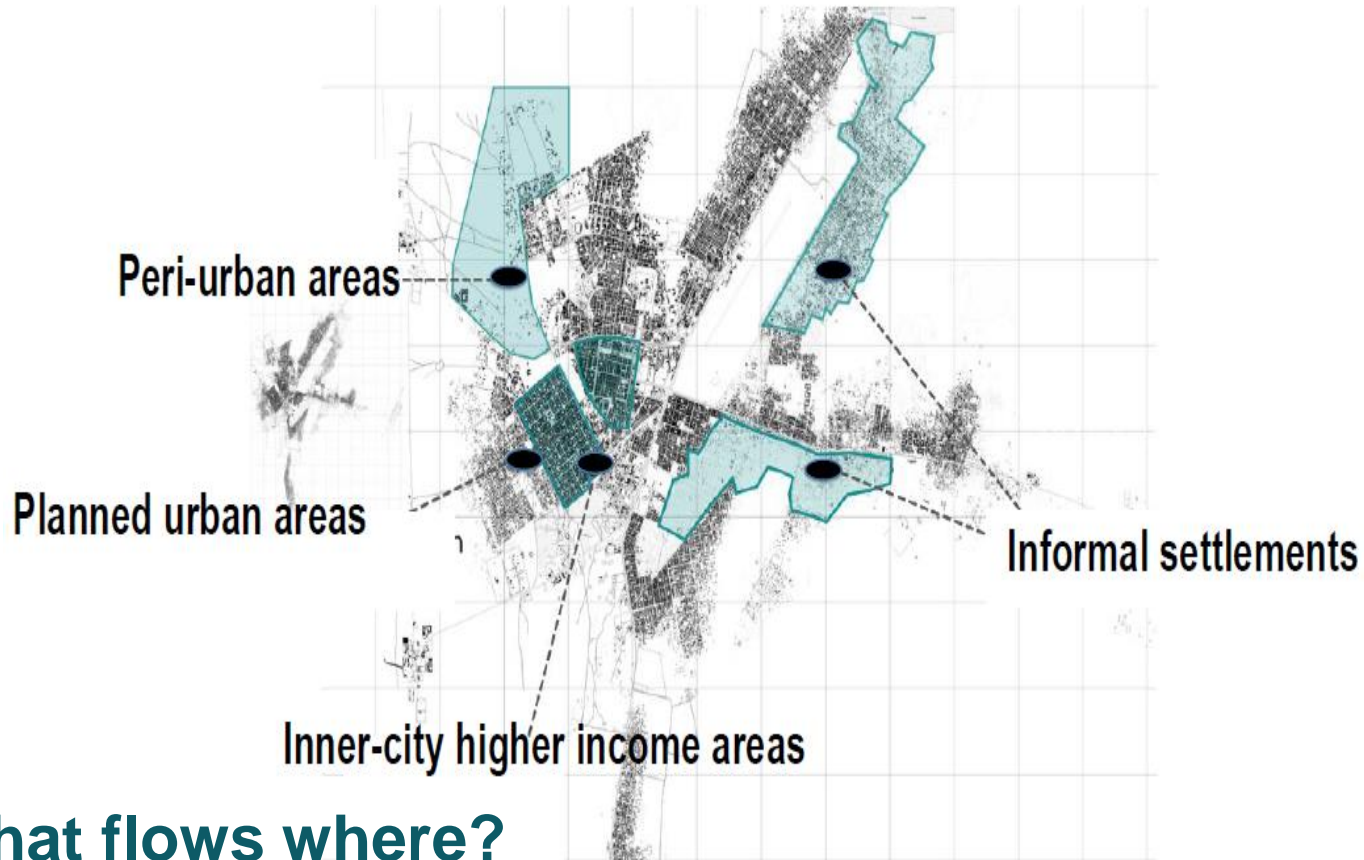 Peri-urban areas
Planned urban areas
n
Informal settlements
Inner-city higher income areas
hat flows where?